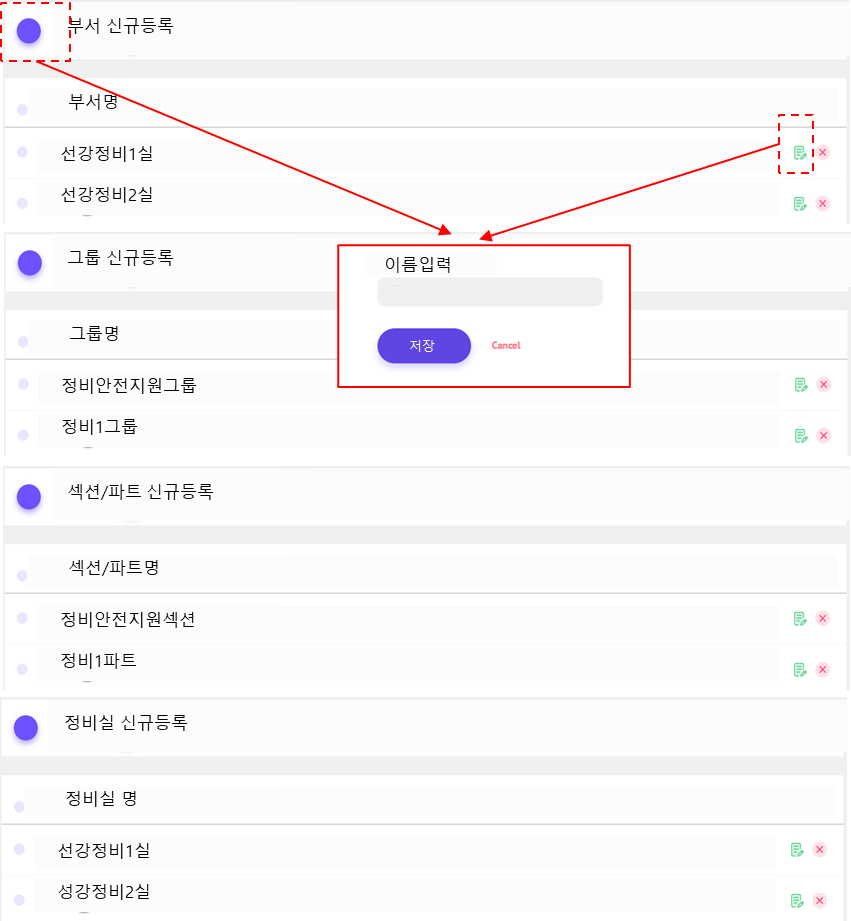 부서 신규등록
부서명
선강정비1실
선강정비2실
그룹 신규등록
이름입력
저장
Cancel
그룹명
정비안전지원그룹
정비1그룹
섹션/파트 신규등록
섹션/파트명
정비안전지원섹션
정비1파트
정비실 신규등록
정비실 명
선강정비1실
성강정비2실